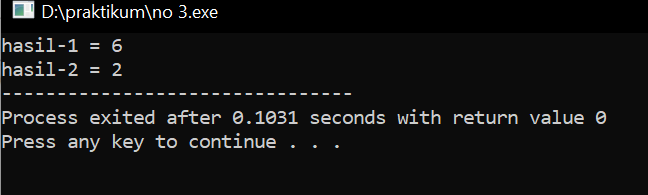 D:\praktikum\no 3.exe
hasil-1 = 6
hasil-2 = 2
--------------------------------
Process exited after 0.1031 seconds with return value 0
Press any key to continue . . .